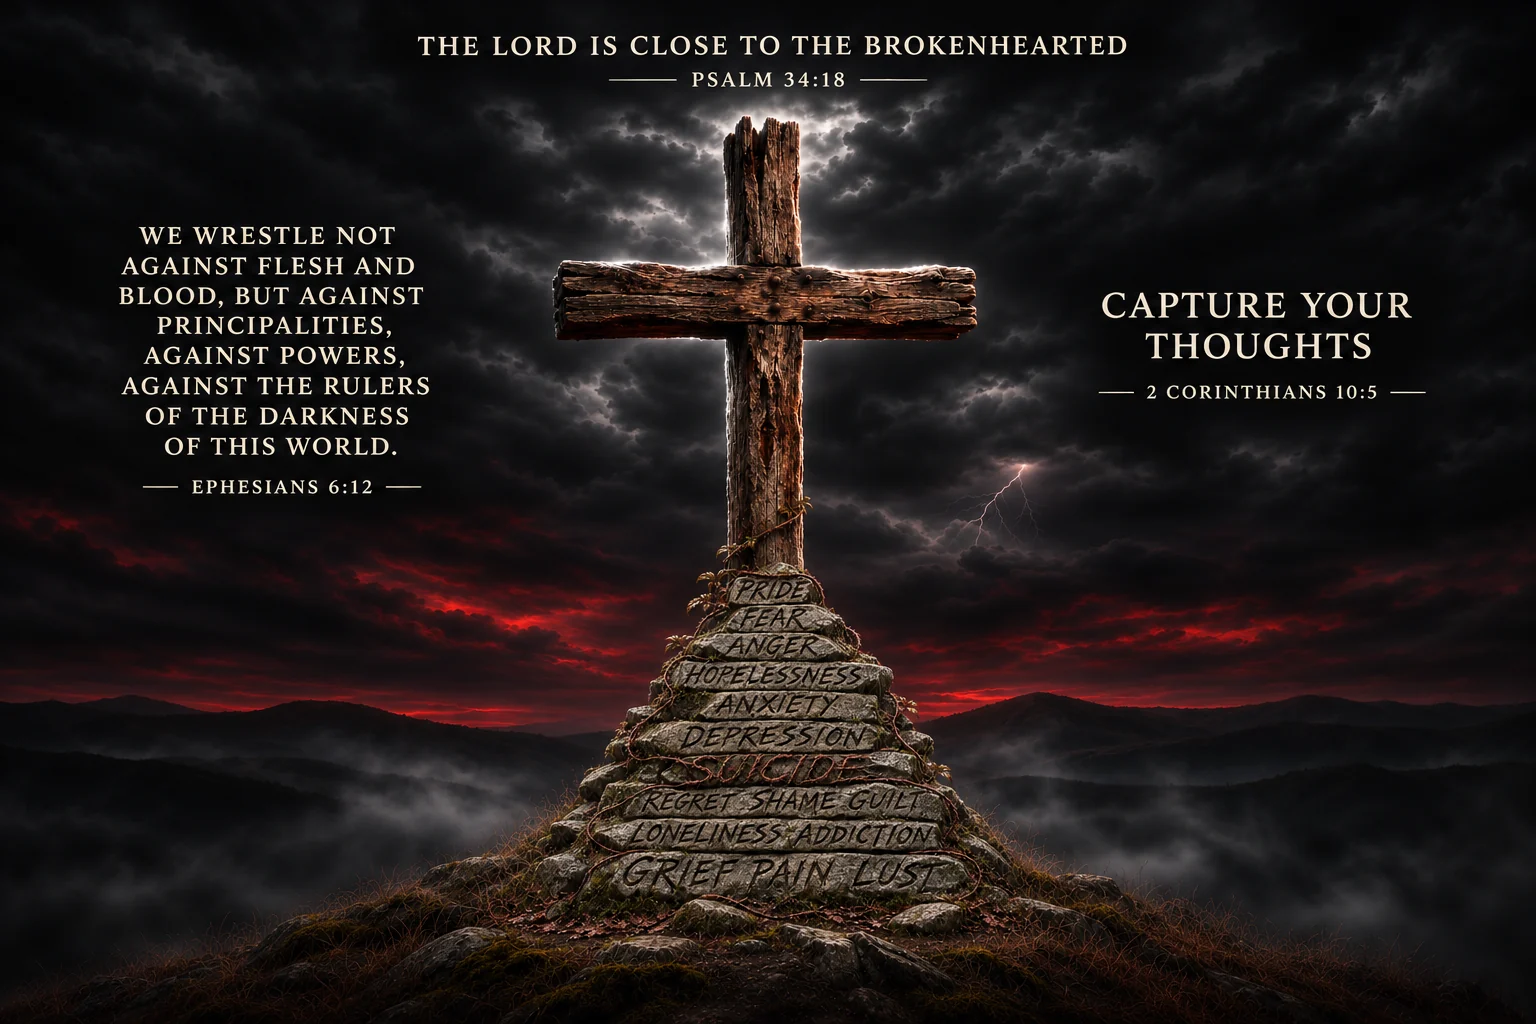 THE LORD IS CLOSE TO THE BROKENHEARTED
PSALM 34:18
WE WRESTLE NOT
AGAINST FLESH AND
BLOOD, BUT AGAINST
PRINCIPALITIES,
AGAINST POWERS,
AGAINST THE RULERS
OF THE DARKNESS
OF THIS WORLD.
EPHESIANS 6:12
CAPTURE YOUR
THOUGHTS
2 CORINTHIANS 10:5
PRIDE
FEAR
ANGER
HOPELESSNESS
ANXIETY
DEPRESSION
SUICIDE
REGRET SHAME GUILT
LONELINESS ADDICTION
GRIEF PAIN LUST